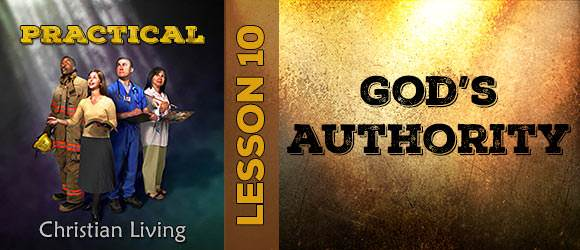 PRACTICAL
Christian Living
LESSON 10
GOD'S
AUTHORITY